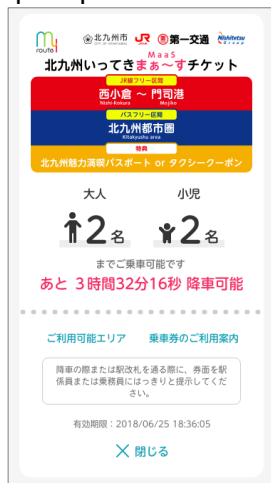 my
route
北九州市
CITY OF KITAKYUSHU
JR
第一交通
Nishitetsu
Group
MaaS
北九州いってきまぁ〜すチケット
JR線フリー区間
西小倉 〜 門司港
Nishi-Kokura Mojiko
バスフリー区間
北九州都市圏
Kitakyushu area
特典
北九州魅力満喫パスポート or タクシークーポン
大人 小児
2名 2名
までご乗車可能です
あと 3時間32分16秒 降車可能
ご利用可能エリア 乗車券のご利用案内
降車の際または駅改札を通る際に、券面を駅
係員または乗務員にはっきりと提示してくだ
さい。
有効期限:2018/06/25 18:36:05
閉じる